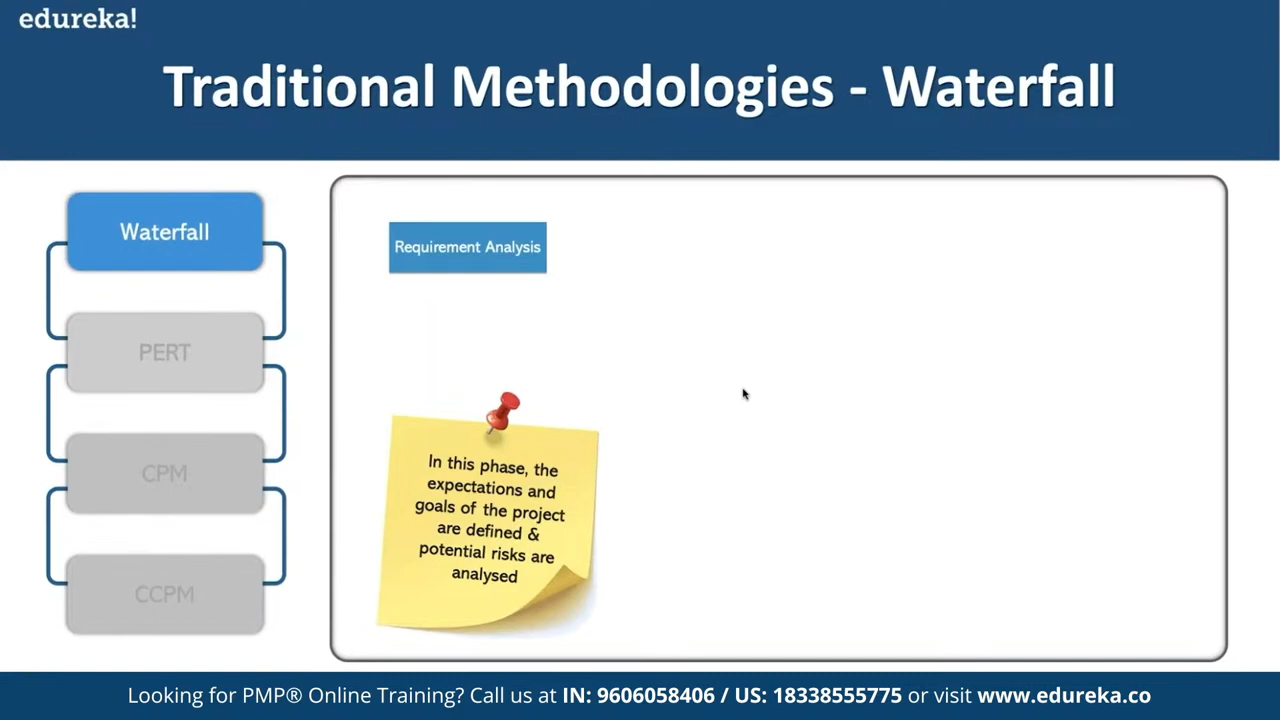 edureka!
Traditional Methodologies - Waterfall
Waterfall
PERT
CPM
CCPM
Requirement Analysis
In this phase, the
expectations and
goals of the project
are defined &
potential risks are
analysed
Looking for PMP® Online Training? Call us at IN: 9606058406 / US: 18338555775 or visit www.edureka.co